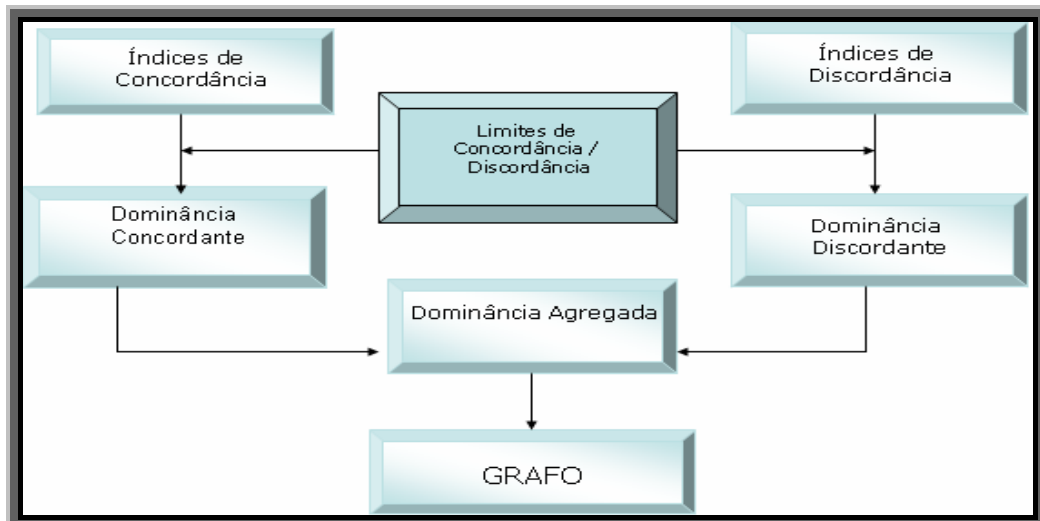 Índices de
Concordância
Índices de
Discordância
Limites de
Concordância /
Discordância
Dominância
Concordante
Dominância
Discordante
Dominância Agregada
GRAFO